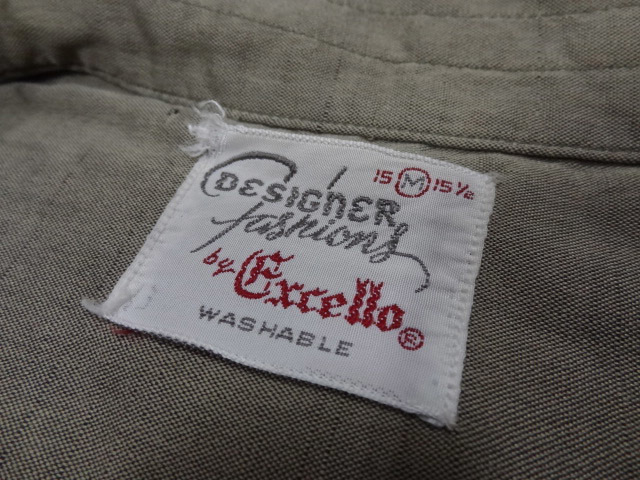 15 M 15½
DESIGNER
fashions
by Excello®
WASHABLE